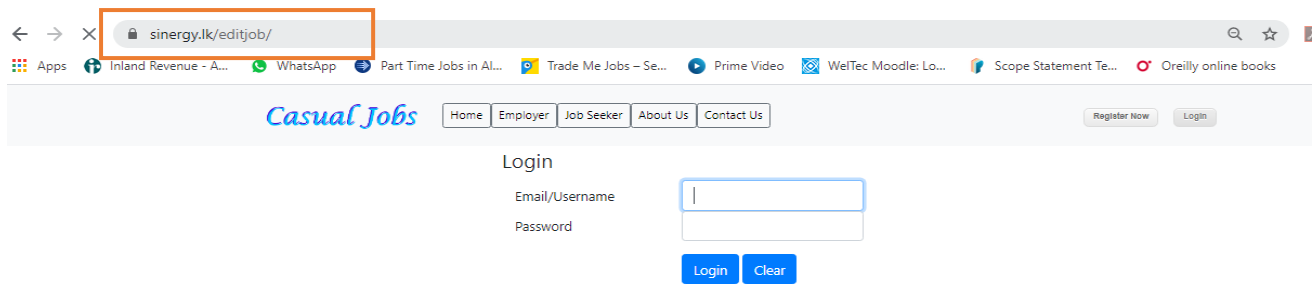 sinergy.lk/editjob/
Apps Inland Revenue - A... WhatsApp Part Time Jobs in Al... Trade Me Jobs – Se... Prime Video WelTec Moodle: Lo... Scope Statement Te... Oreilly online books
Casual Jobs Home Employer Job Seeker About Us Contact Us Register Now Login
Login
Email/Username
Password
Login Clear